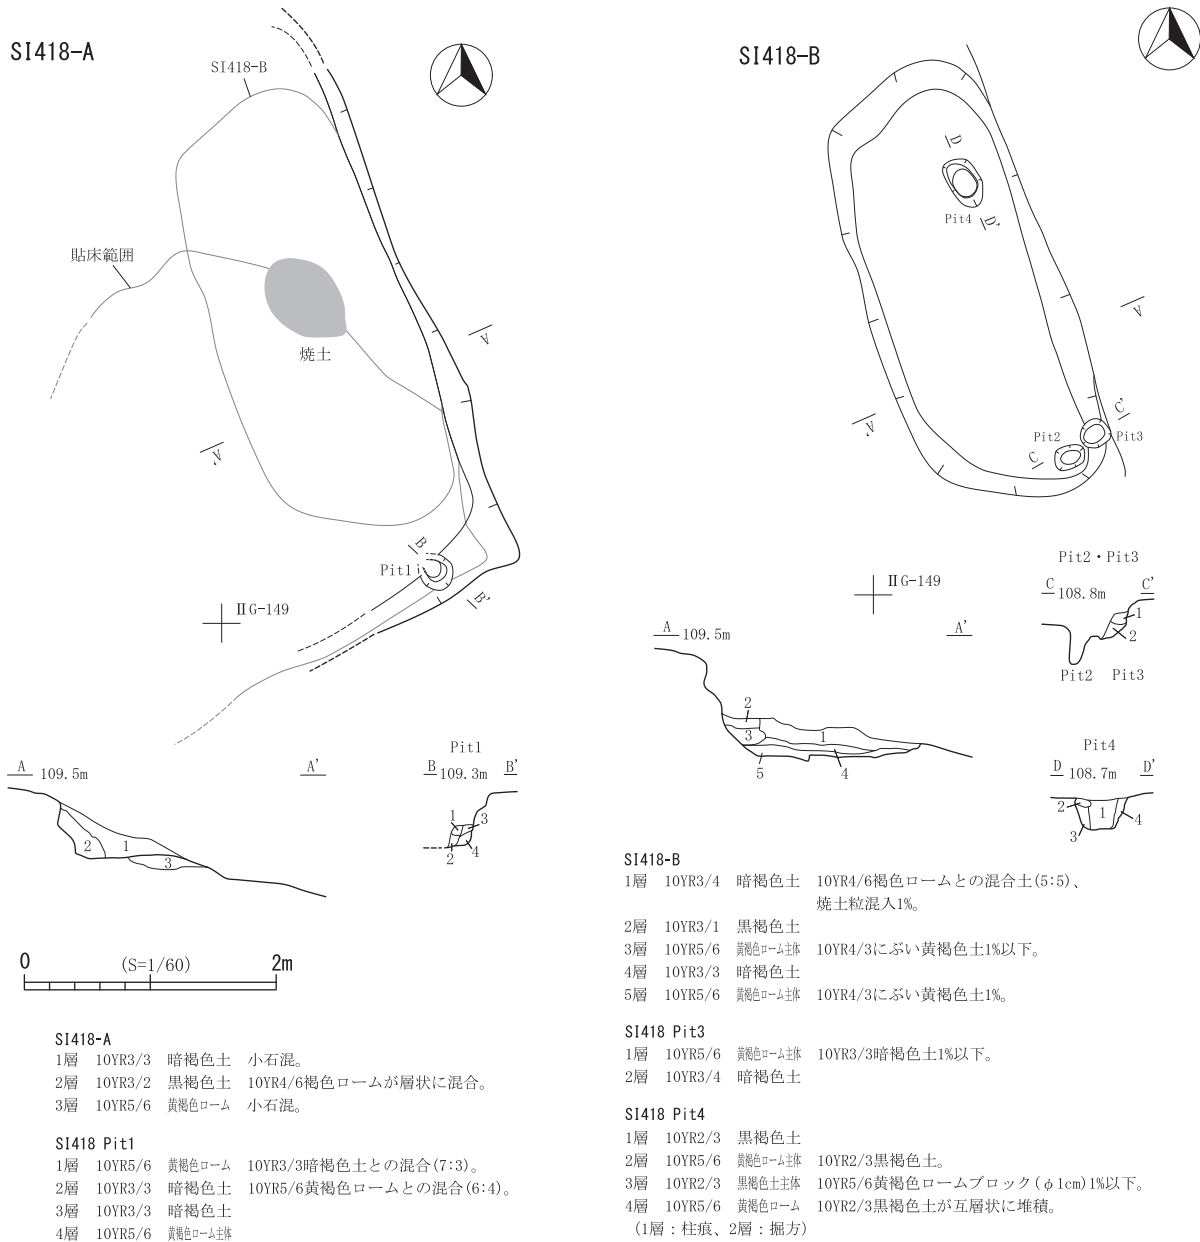 SI418-A
SI418-B
貼床範囲
焼土
A
A'
B
Pit1
B'
ⅡG-149
A 109.5m A'
Pit1
B 109.3m B'
1
2
3
1
2
3
4
0 (S=1/60) 2m
SI418-A
1層 10YR3/3 暗褐色土 小石混。
2層 10YR3/2 黒褐色土 10YR4/6褐色ロームが層状に混合。
3層 10YR5/6 黄褐色ローム 小石混。
SI418 Pit1
1層 10YR5/6 黄褐色ローム 10YR3/3暗褐色土との混合(7:3)。
2層 10YR3/3 暗褐色土 10YR5/6黄褐色ロームとの混合(6:4)。
3層 10YR3/3 暗褐色土
4層 10YR5/6 黄褐色ローム主体
SI418-B
D
Pit4
D'
A
A'
C'
Pit2
Pit3
C
ⅡG-149
Pit2・Pit3
C 108.8m C'
1
2
Pit2 Pit3
A 109.5m A'
2
3
1
5
4
Pit4
D 108.7m D'
2
1
4
3
SI418-B
1層 10YR3/4 暗褐色土 10YR4/6褐色ロームとの混合土(5:5)、
焼土粒混入1%。
2層 10YR3/1 黒褐色土
3層 10YR5/6 黄褐色ローム主体 10YR4/3にぶい黄褐色土1%以下。
4層 10YR3/3 暗褐色土
5層 10YR5/6 黄褐色ローム主体 10YR4/3にぶい黄褐色土1%。
SI418 Pit3
1層 10YR5/6 黄褐色ローム主体 10YR3/3暗褐色土1%以下。
2層 10YR3/4 暗褐色土
SI418 Pit4
1層 10YR2/3 黒褐色土
2層 10YR5/6 黄褐色ローム主体 10YR2/3黒褐色土。
3層 10YR2/3 黒褐色土主体 10YR5/6黄褐色ロームブロック(φ1cm)1%以下。
4層 10YR5/6 黄褐色ローム 10YR2/3黒褐色土が互層状に堆積。
(1層：柱痕、2層：掘方)